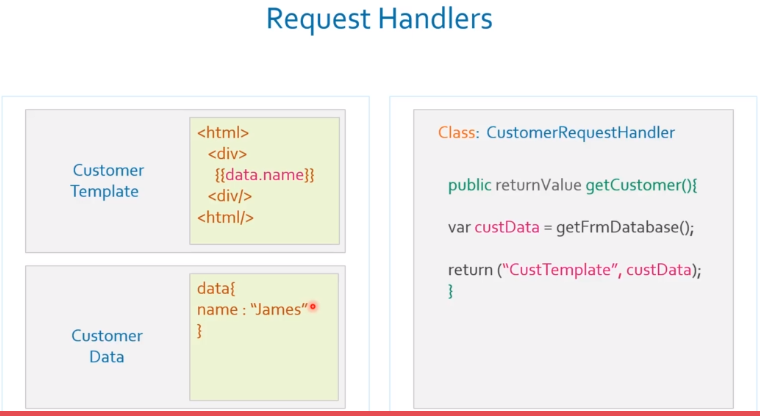 Request Handlers
Customer
Template
<html>
<div>
{{data.name}}
<div/>
<html/>
Customer
Data
data{
name : “James”
}
Class: CustomerRequestHandler
public returnValue getCustomer(){
var custData = getFrmDatabase();
return (“CustTemplate”, custData);
}